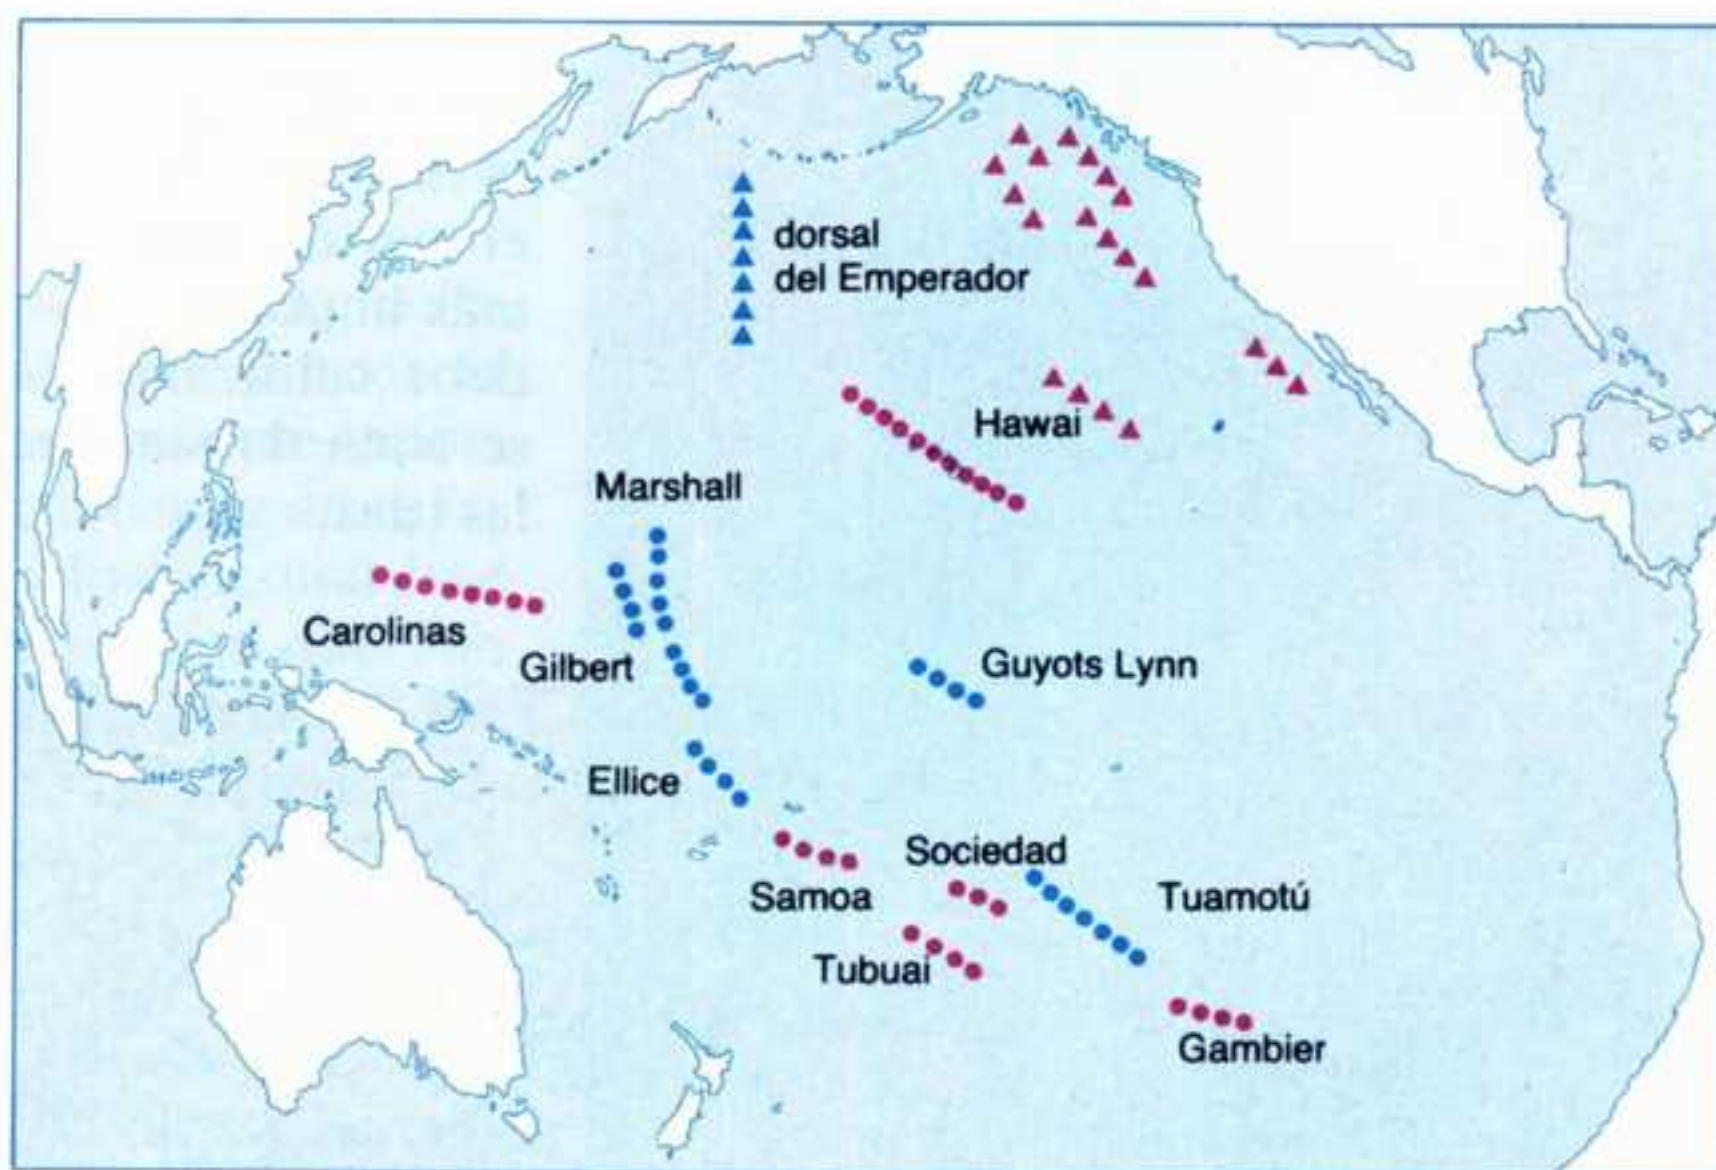 dorsal
del Emperador
Hawai
Marshall
Carolinas
Gilbert
Guyots Lynn
Ellice
Sociedad
Samoa
Tuamotú
Tubuai
Gambier